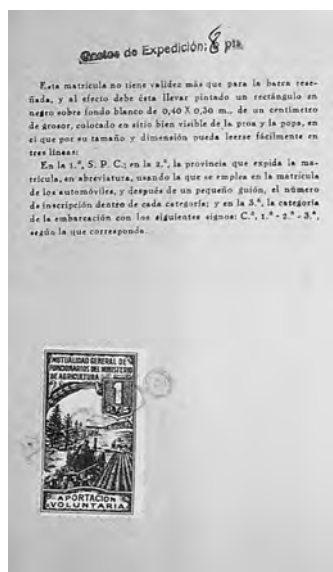 Gastos de Expedición: 8 pts.
Esta matrícula no tiene validez más que para la barca rese-
ñada, y al efecto debe ésta llevar pintado un rectángulo en
negro sobre fondo blanco de 0,40 X 0,30 m., de un centímetro
de grosor, colocado en sitio bien visible de la proa y la popa, en
el que por su tamaño y dimensión pueda leerse fácilmente en
tres líneas:
En la 1.ª, S. P. C.; en la 2.ª, la provincia que expida la ma-
trícula, en abreviatura, usando la que se emplea en la matrícula
de los automóviles, y después de un pequeño guión, el número
de inscripción dentro de cada categoría; y en la 3.ª, la categoría
de la embarcación con los siguientes signos: C.ª, 1.ª - 2.ª - 3.ª,
según la que corresponda.
MUTUALIDAD GENERAL DE
FUNCIONARIOS DEL MINISTERIO
DE AGRICULTURA
1
APORTACIÓN
VOLUNTARIA